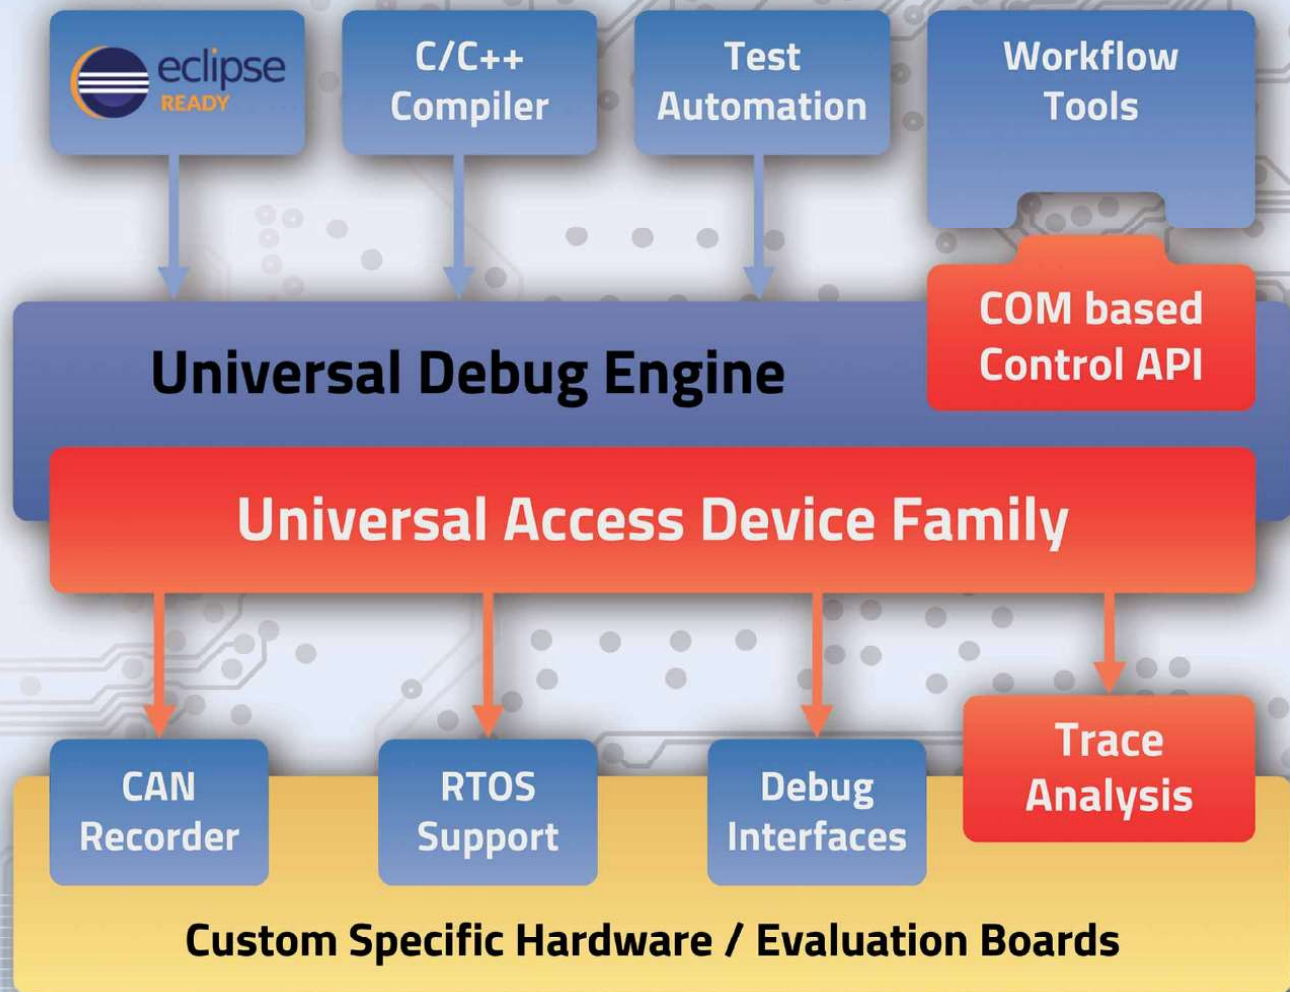 eclipse
READY
C/C++
Compiler
Test
Automation
Workflow
Tools
COM based
Control API
Universal Debug Engine
Universal Access Device Family
CAN
Recorder
RTOS
Support
Debug
Interfaces
Trace
Analysis
Custom Specific Hardware / Evaluation Boards